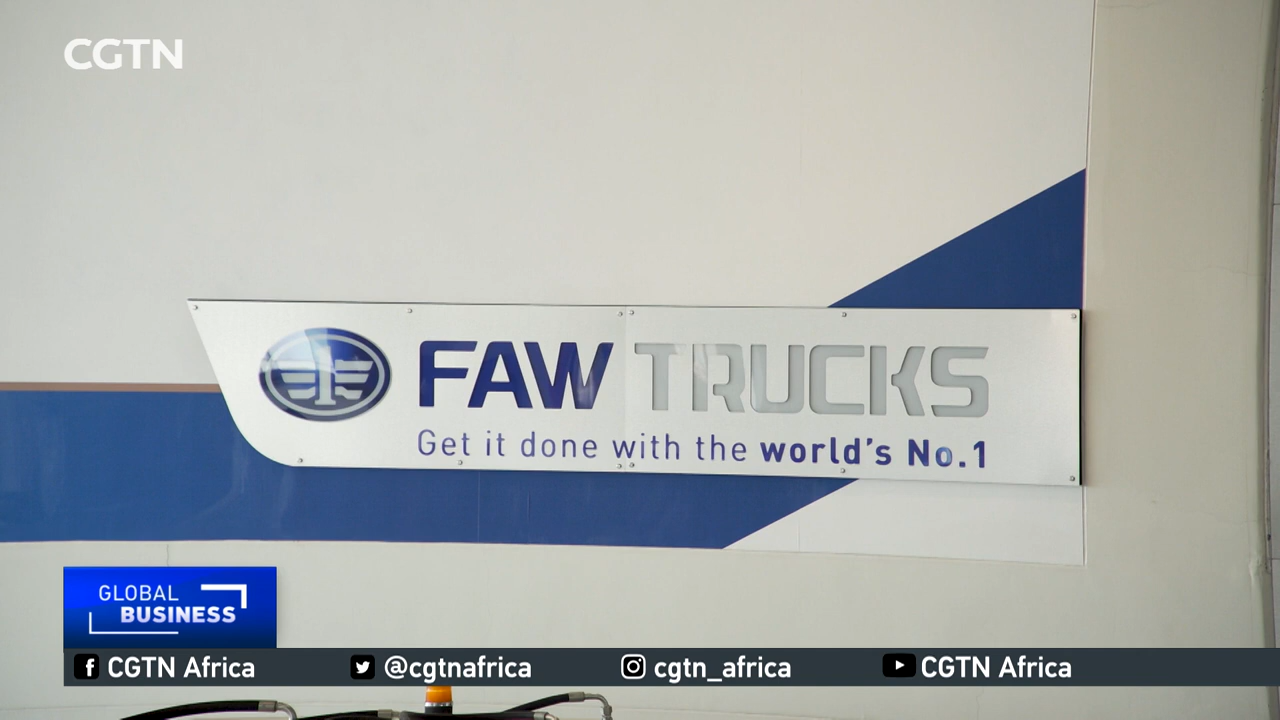 CGTN
FAW TRUCKS
Get it done with the world's No.1
GLOBAL
BUSINESS
CGTN Africa
@cgtnafrica
cgtn_africa
CGTN Africa